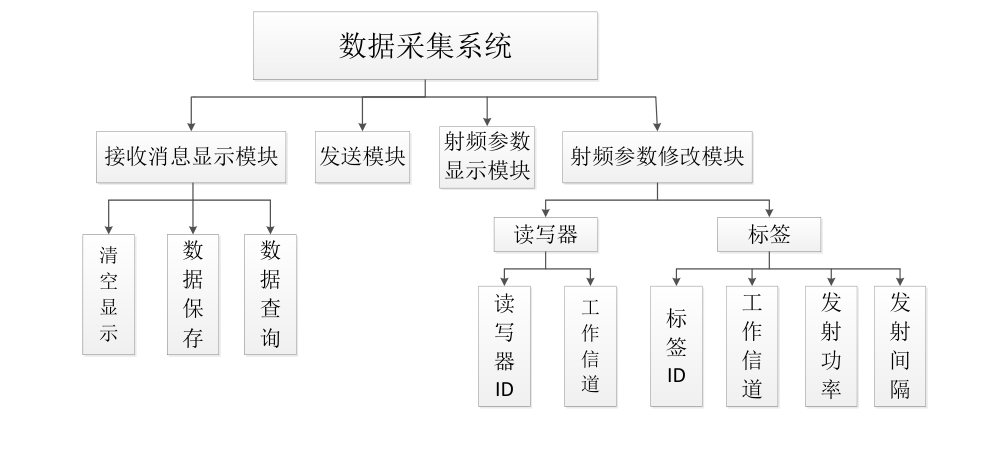 数据采集系统
接收消息显示模块
发送模块
射频参数
显示模块
射频参数修改模块
读写器
标签
清空显示
数据保存
数据查询
读写器ID
工作信道
标签ID
工作信道
发射功率
发射间隔